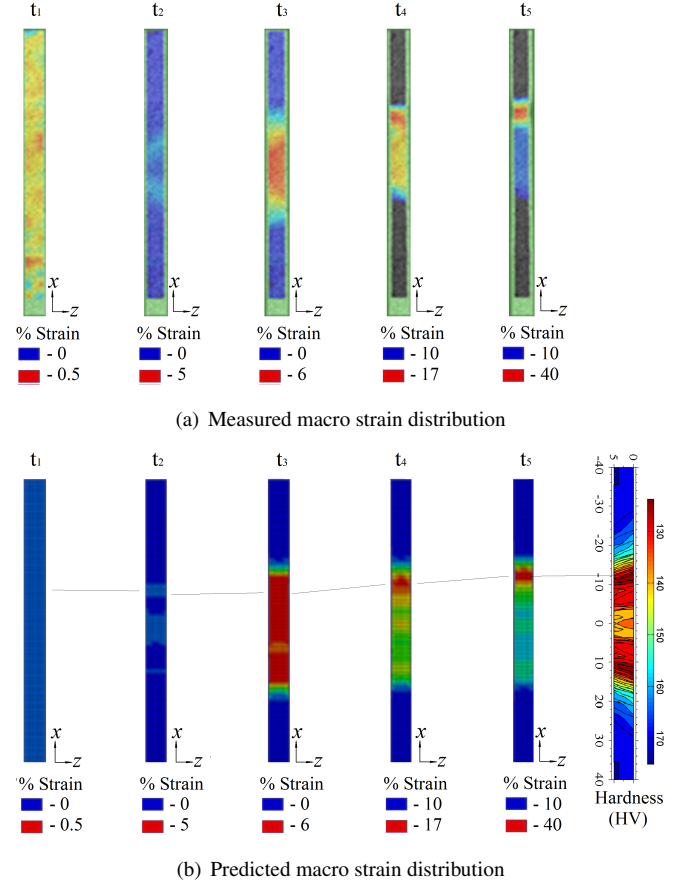 t1 t2 t3 t4 t5
x x x x x
z z z z z
% Strain % Strain % Strain % Strain % Strain
- 0 - 0 - 0 - 10 - 10
- 0.5 - 5 - 6 - 17 - 40
(a) Measured macro strain distribution
t1 t2 t3 t4 t5
5 0
-40
-30
-20
-10
0
10
20
30
40
130
140
150
160
170
x x x x x
z z z z z
% Strain % Strain % Strain % Strain % Strain
- 0 - 0 - 0 - 10 - 10
- 0.5 - 5 - 6 - 17 - 40
Hardness
(HV)
(b) Predicted macro strain distribution